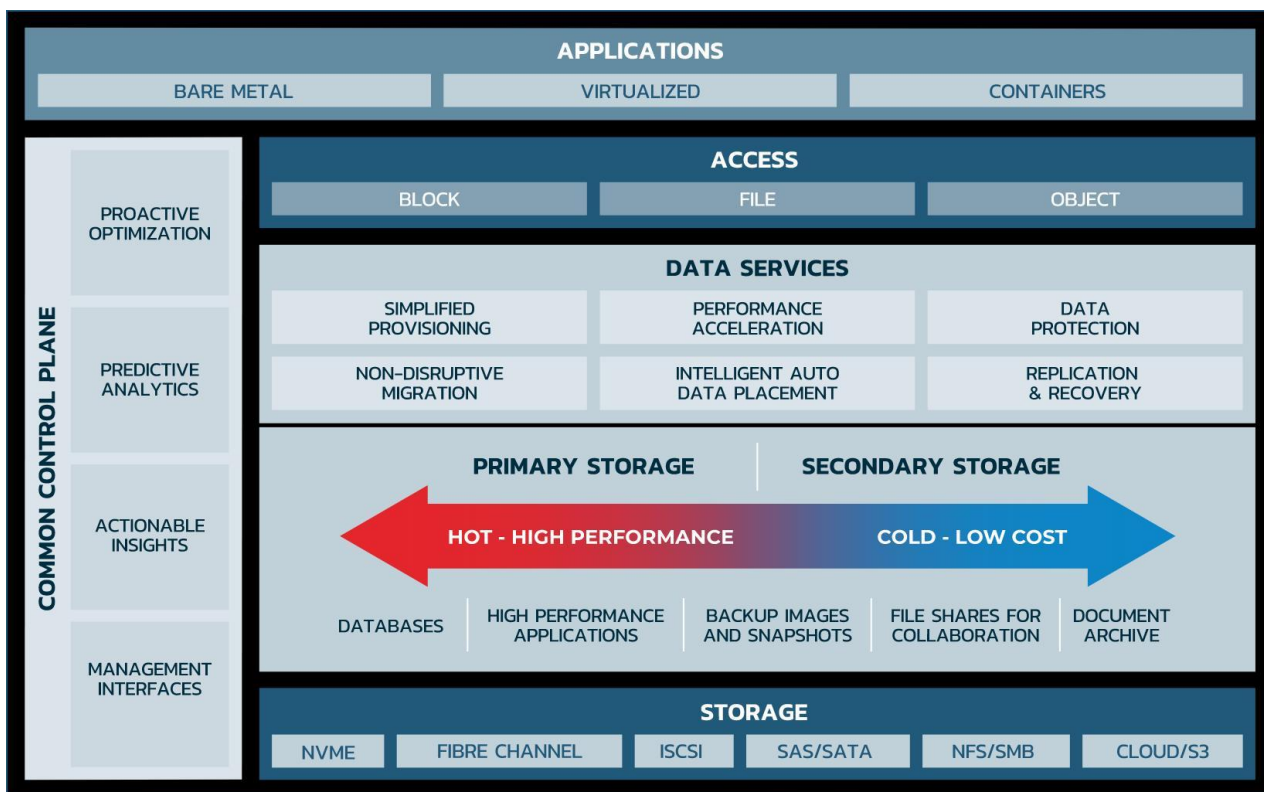 APPLICATIONS
BARE METAL
VIRTUALIZED
CONTAINERS
COMMON CONTROL PLANE
PROACTIVE
OPTIMIZATION
PREDICTIVE
ANALYTICS
ACTIONABLE
INSIGHTS
MANAGEMENT
INTERFACES
ACCESS
BLOCK
FILE
OBJECT
DATA SERVICES
SIMPLIFIED
PROVISIONING
PERFORMANCE
ACCELERATION
DATA
PROTECTION
NON-DISRUPTIVE
MIGRATION
INTELLIGENT AUTO
DATA PLACEMENT
REPLICATION
& RECOVERY
PRIMARY STORAGE
SECONDARY STORAGE
HOT - HIGH PERFORMANCE
COLD - LOW COST
DATABASES
HIGH PERFORMANCE
APPLICATIONS
BACKUP IMAGES
AND SNAPSHOTS
FILE SHARES FOR
COLLABORATION
DOCUMENT
ARCHIVE
STORAGE
NVME
FIBRE CHANNEL
ISCSI
SAS/SATA
NFS/SMB
CLOUD/S3